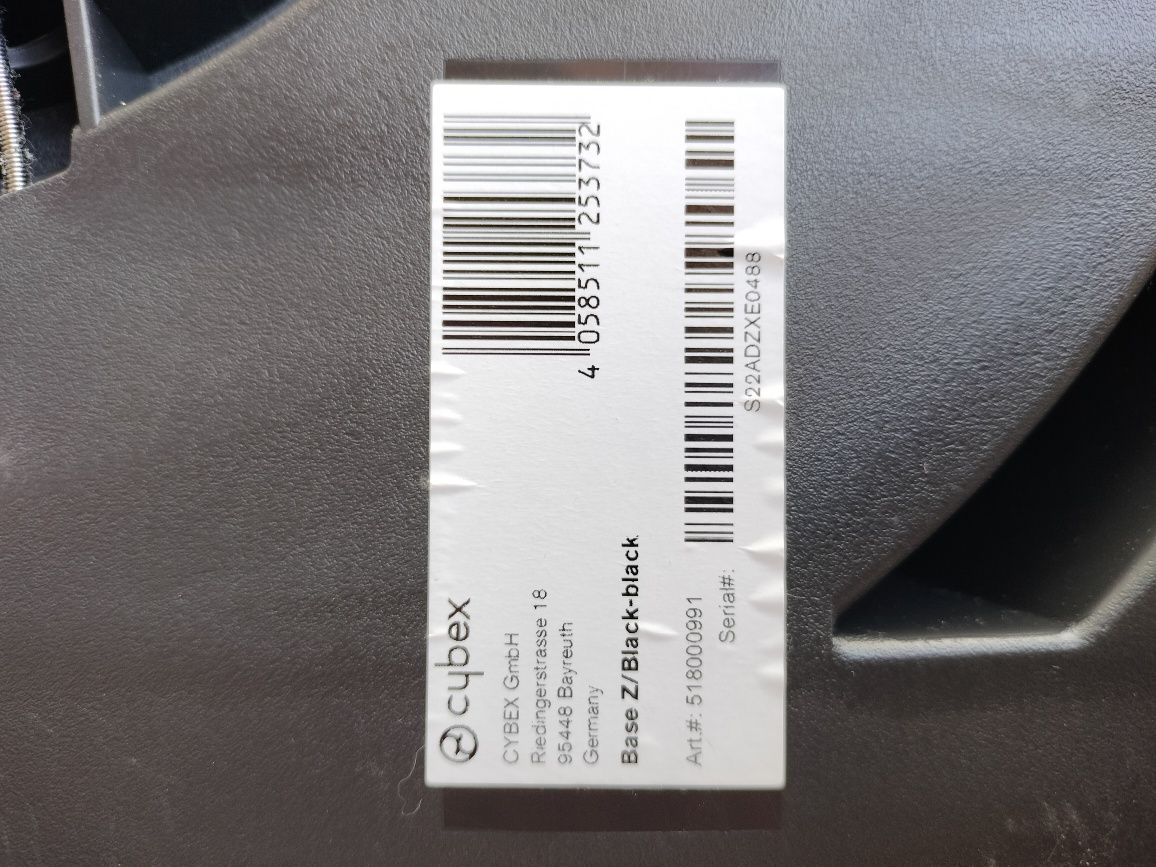 cybex
CYBEX GmbH
Riedingerstrasse 18
95448 Bayreuth
Germany
4 058511 253732
Base Z/Black-black
Art.#: 518000991
Serial#:
S22ADZXE0488